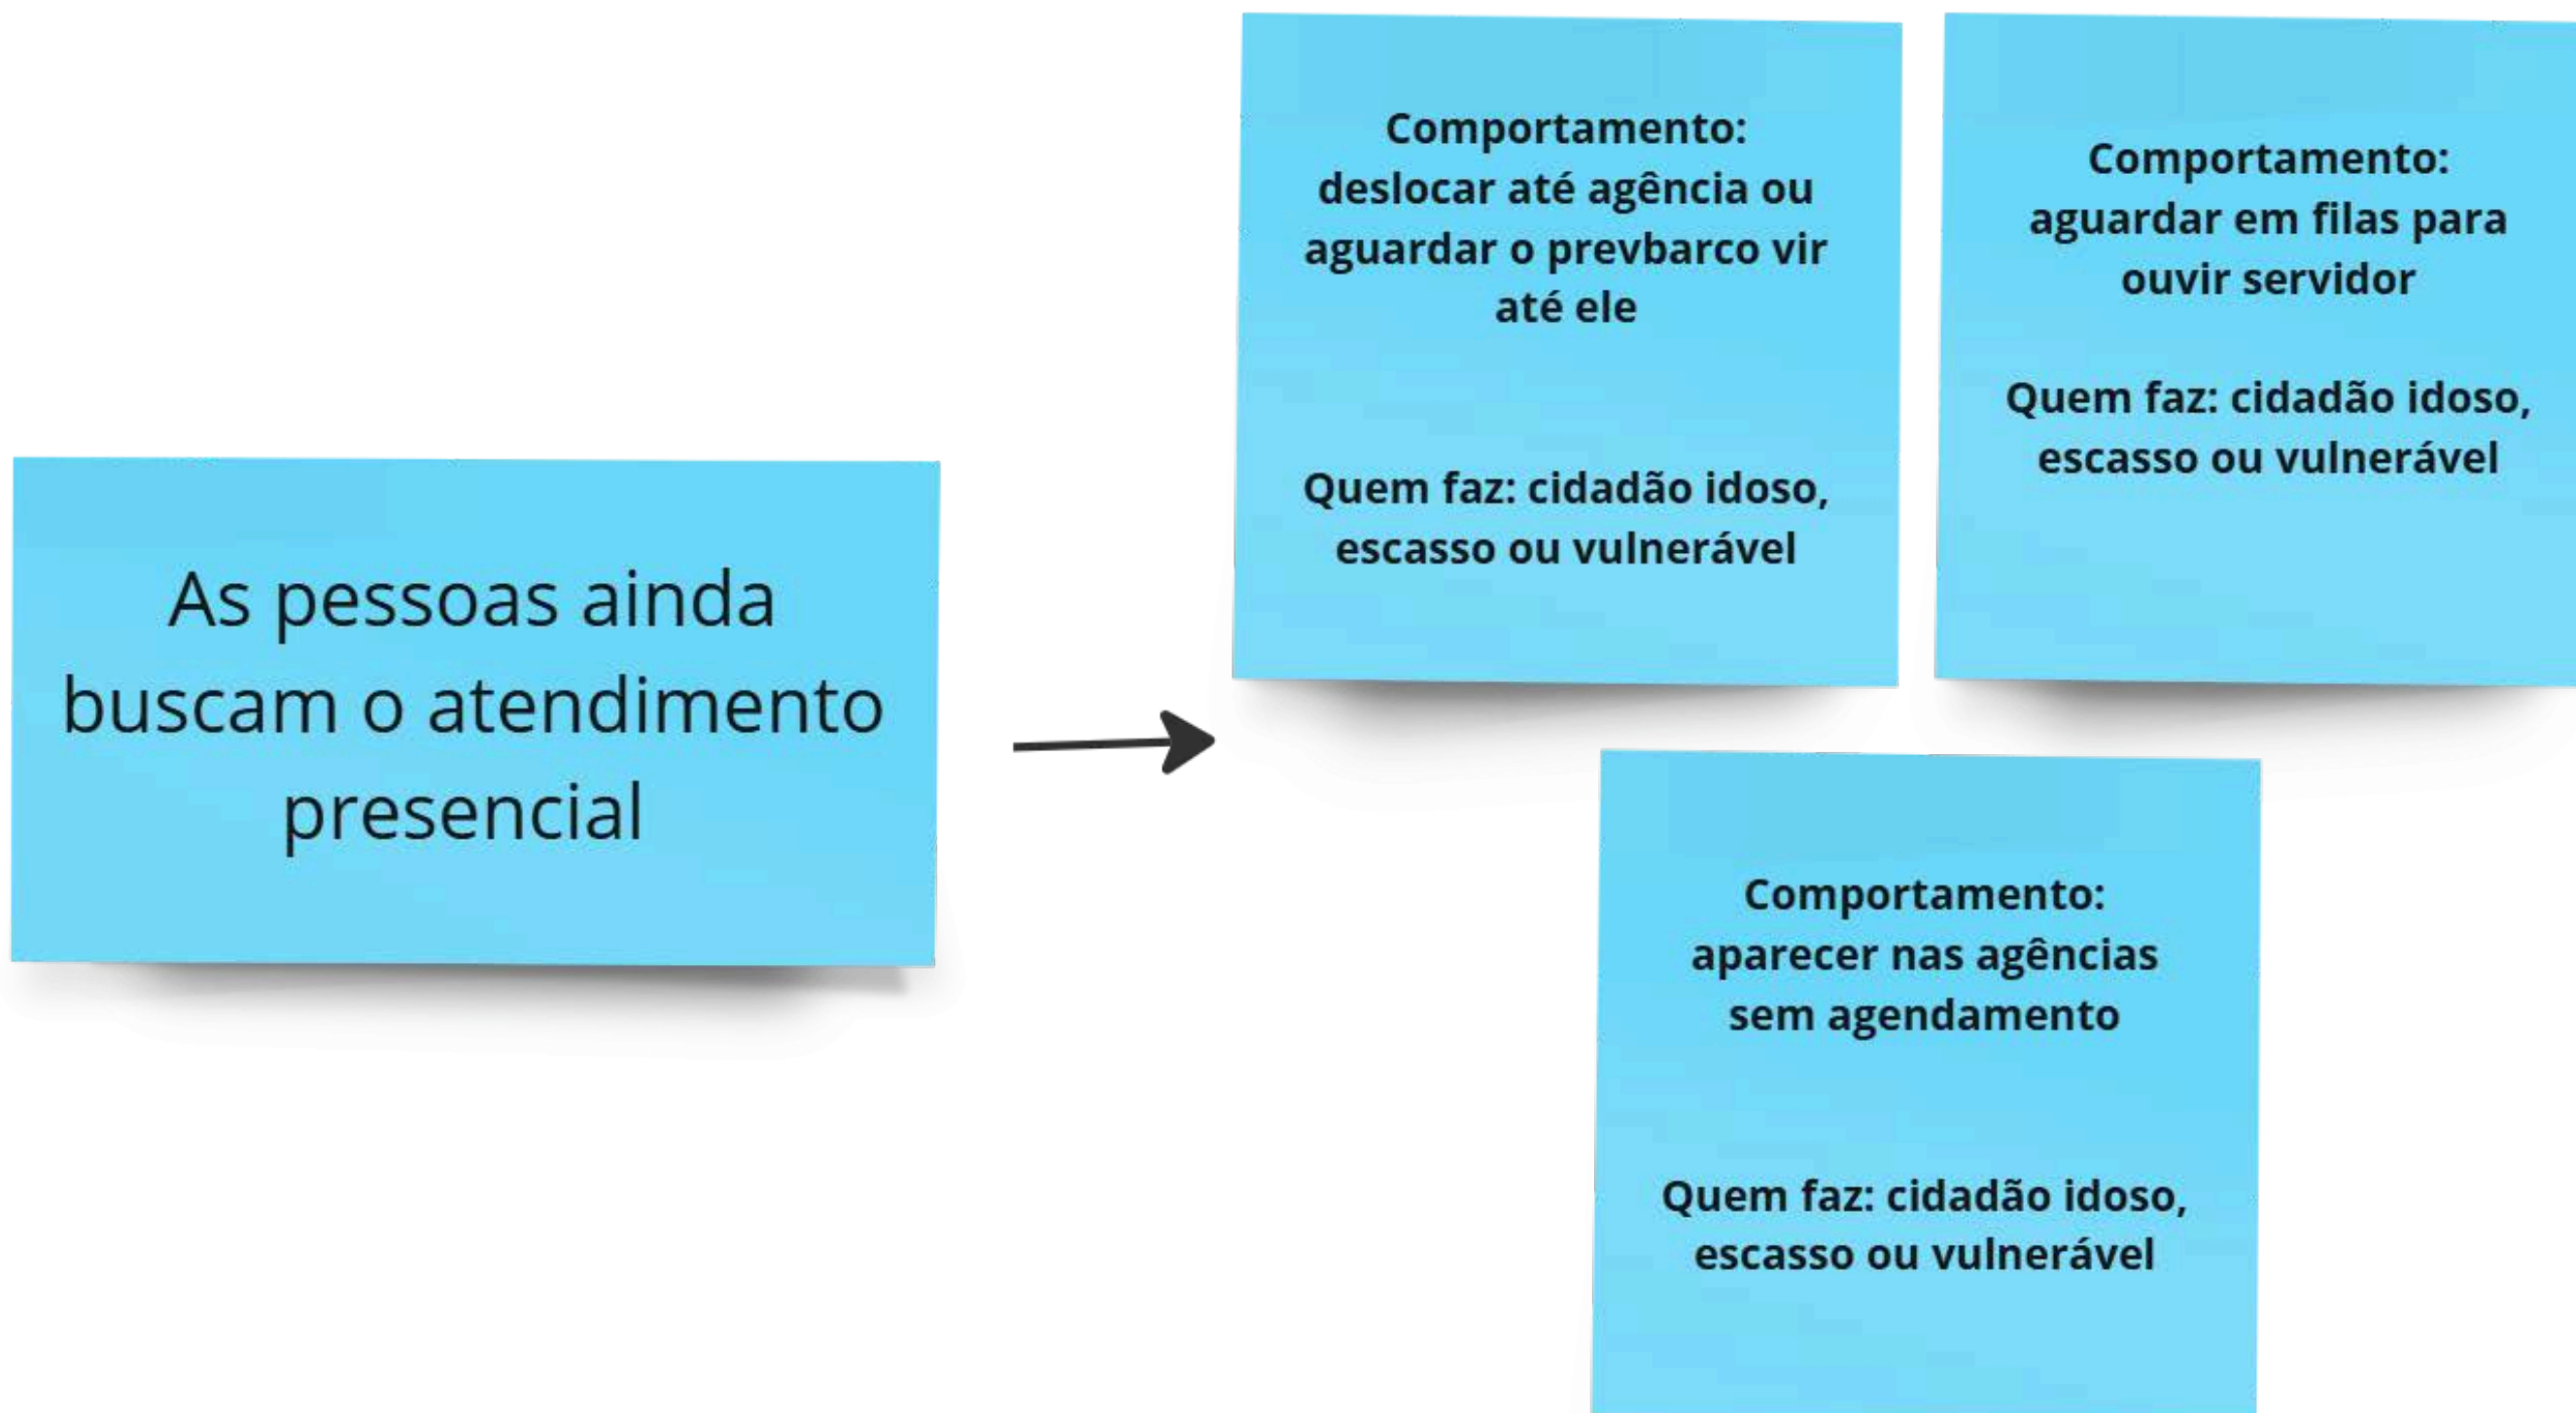 As pessoas ainda
buscam o atendimento
presencial
Comportamento:
deslocar até agência ou
aguardar o prevbarco vir
até ele
Quem faz: cidadão idoso,
escasso ou vulnerável
Comportamento:
aguardar em filas para
ouvir servidor
Quem faz: cidadão idoso,
escasso ou vulnerável
Comportamento:
aparecer nas agências
sem agendamento
Quem faz: cidadão idoso,
escasso ou vulnerável